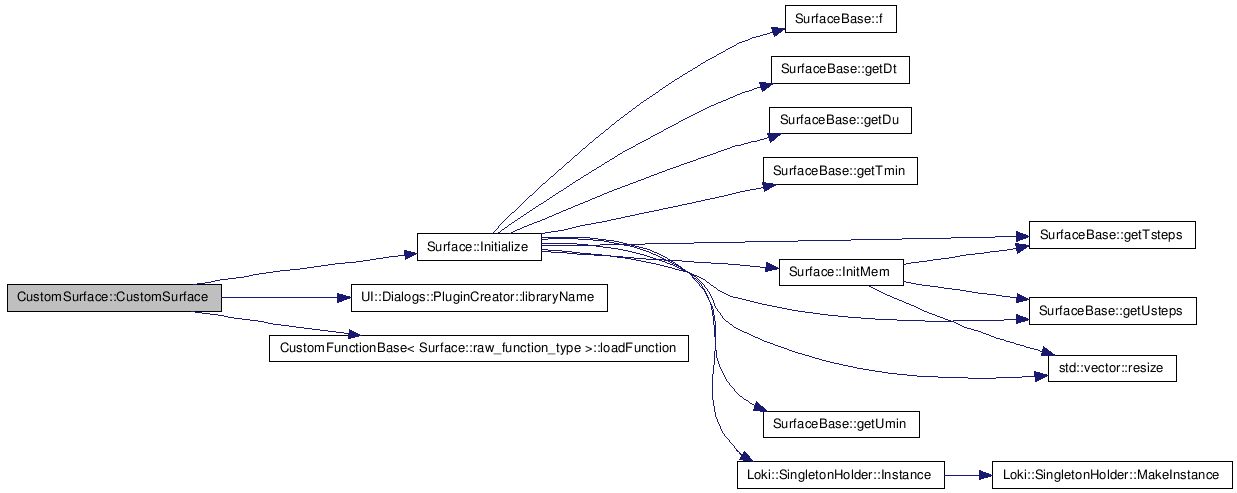 SurfaceBase::f
SurfaceBase::getDt
SurfaceBase::getDu
SurfaceBase::getTmin
SurfaceBase::getTsteps
Surface::Initialize
Surface::InitMem
CustomSurface::CustomSurface
UI::Dialogs::PluginCreator::libraryName
SurfaceBase::getUsteps
CustomFunctionBase< Surface::raw_function_type >::loadFunction
std::vector::resize
SurfaceBase::getUmin
Loki::SingletonHolder::Instance
Loki::SingletonHolder::MakeInstance